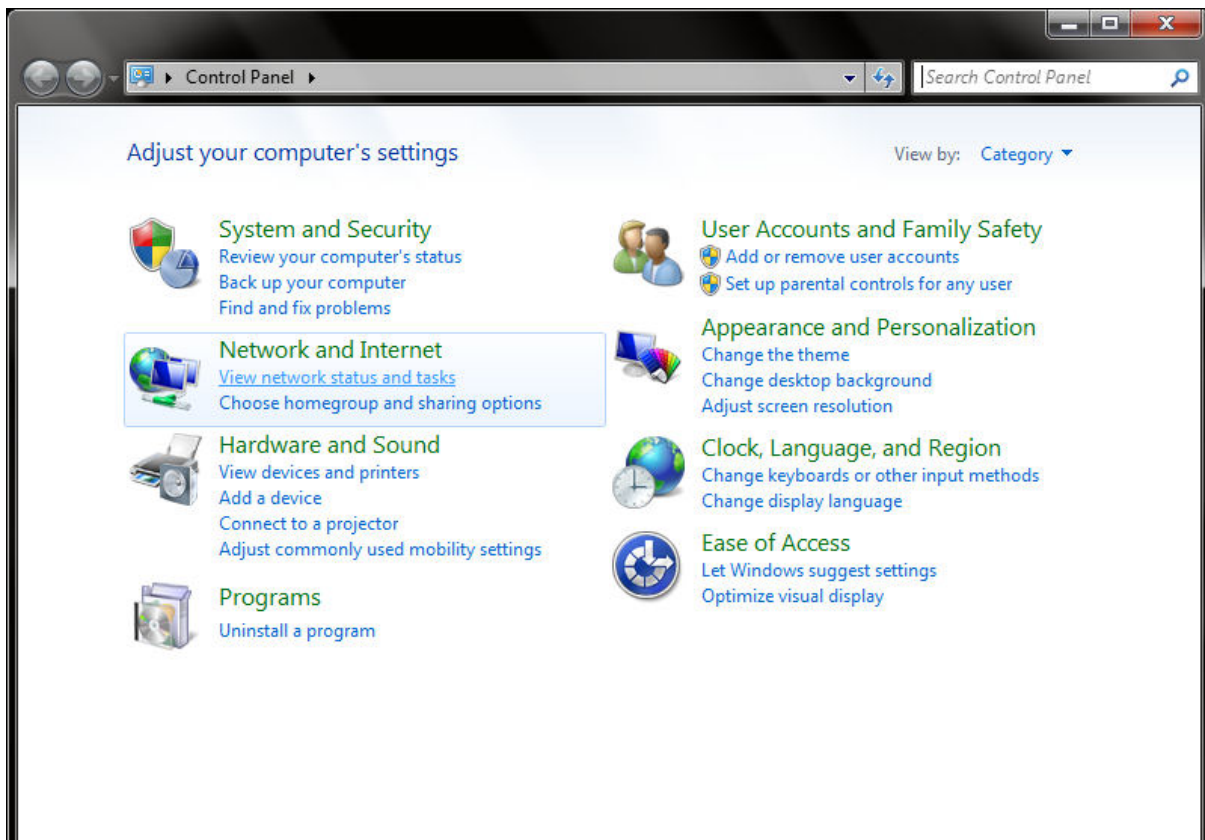 Control Panel
Search Control Panel
Adjust your computer's settings
View by: Category
System and Security
Review your computer's status
Back up your computer
Find and fix problems
Network and Internet
View network status and tasks
Choose homegroup and sharing options
Hardware and Sound
View devices and printers
Add a device
Connect to a projector
Adjust commonly used mobility settings
Programs
Uninstall a program
User Accounts and Family Safety
Add or remove user accounts
Set up parental controls for any user
Appearance and Personalization
Change the theme
Change desktop background
Adjust screen resolution
Clock, Language, and Region
Change keyboards or other input methods
Change display language
Ease of Access
Let Windows suggest settings
Optimize visual display